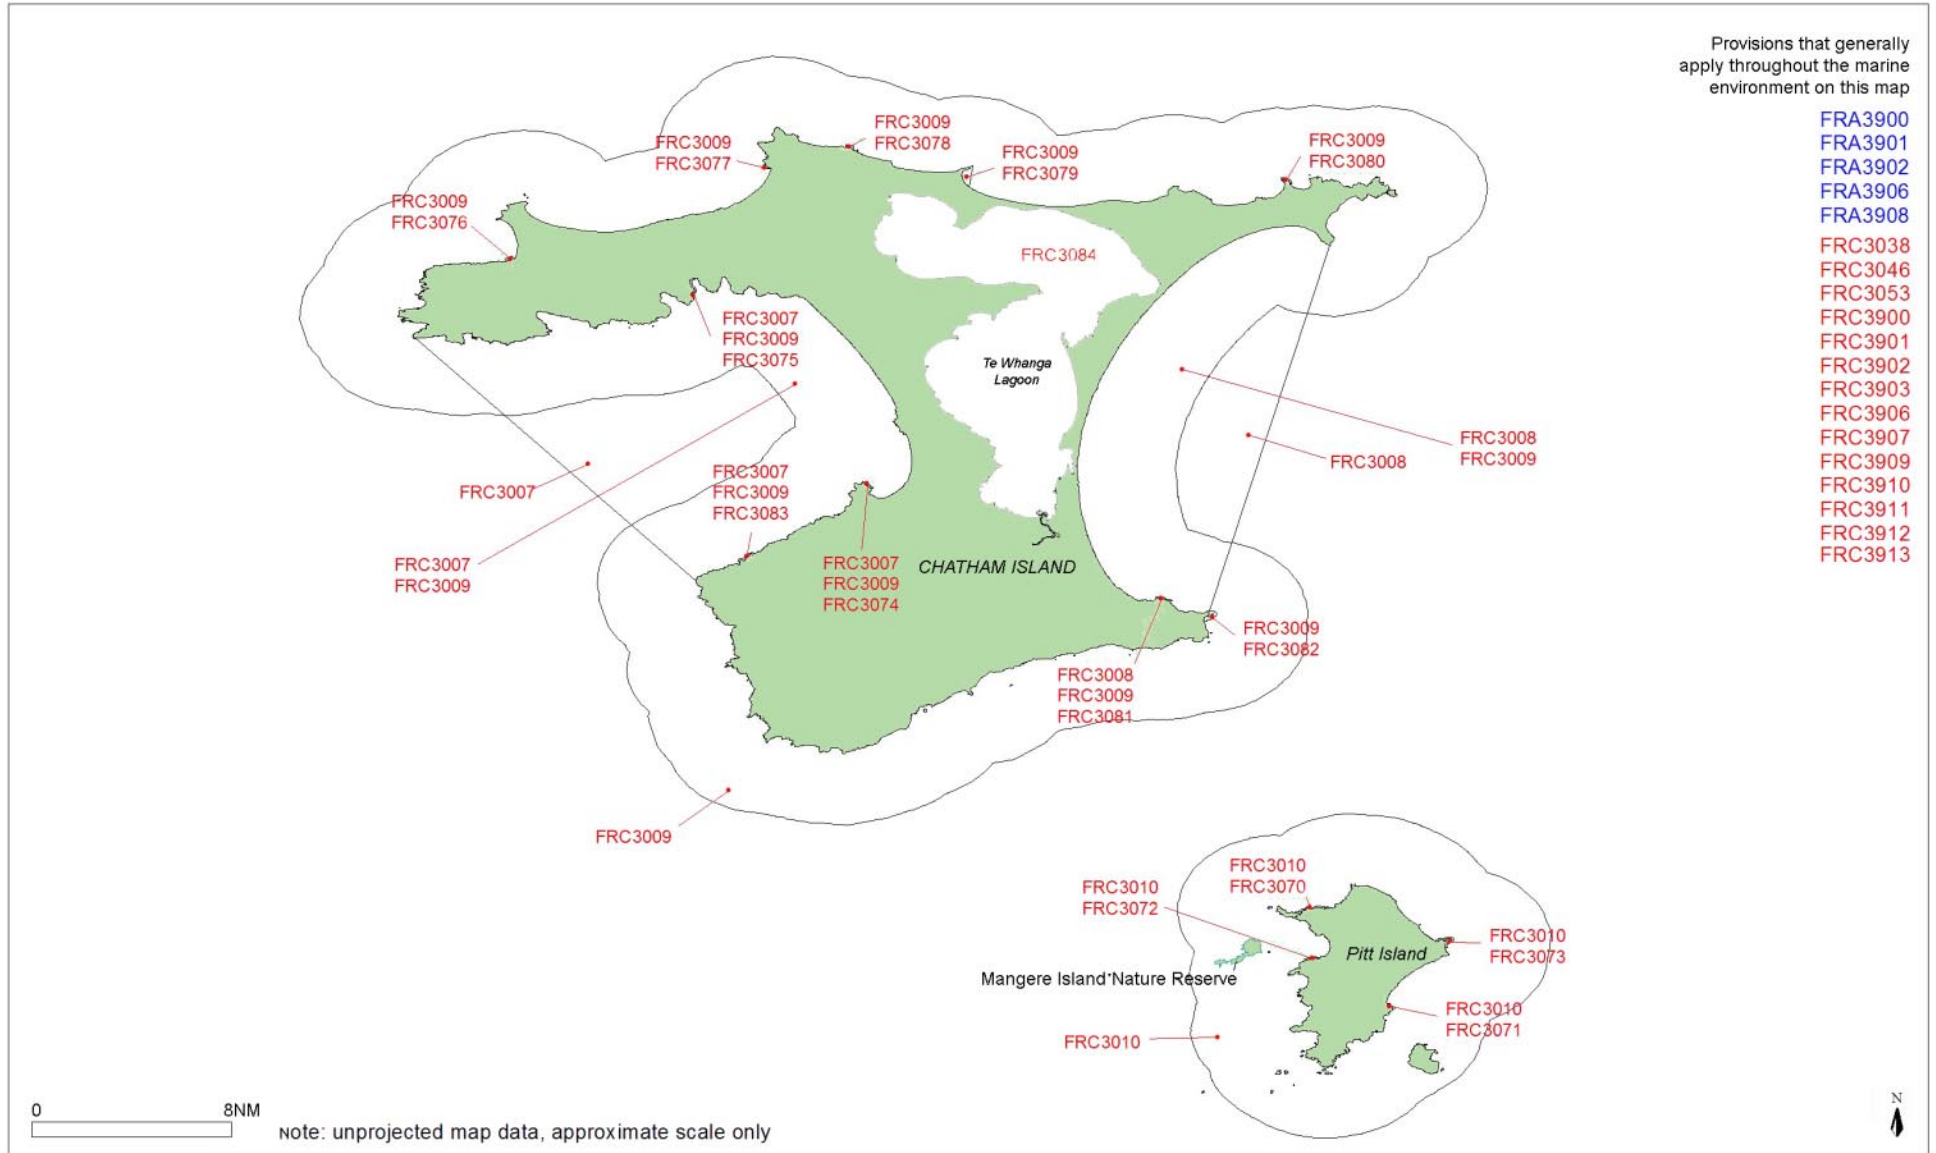 Provisions that generally
apply throughout the marine
environment on this map
FRA3900
FRA3901
FRA3902
FRA3906
FRA3908
FRC3038
FRC3046
FRC3053
FRC3900
FRC3901
FRC3902
FRC3903
FRC3906
FRC3907
FRC3909
FRC3910
FRC3911
FRC3912
FRC3913
FRC3009
FRC3078
FRC3009
FRC3077
FRC3009
FRC3079
FRC3009
FRC3080
FRC3009
FRC3076
FRC3084
FRC3007
FRC3009
FRC3075
Te Whanga
Lagoon
FRC3008
FRC3009
FRC3008
FRC3007
FRC3007
FRC3009
FRC3083
FRC3007
FRC3009
FRC3007
FRC3009
FRC3074
CHATHAM ISLAND
FRC3009
FRC3082
FRC3008
FRC3009
FRC3081
FRC3009
FRC3010
FRC3070
FRC3010
FRC3072
FRC3010
FRC3073
Pitt Island
Mangere Island Nature Reserve
FRC3010
FRC3071
FRC3010
0 8NM
Note: unprojected map data, approximate scale only
N